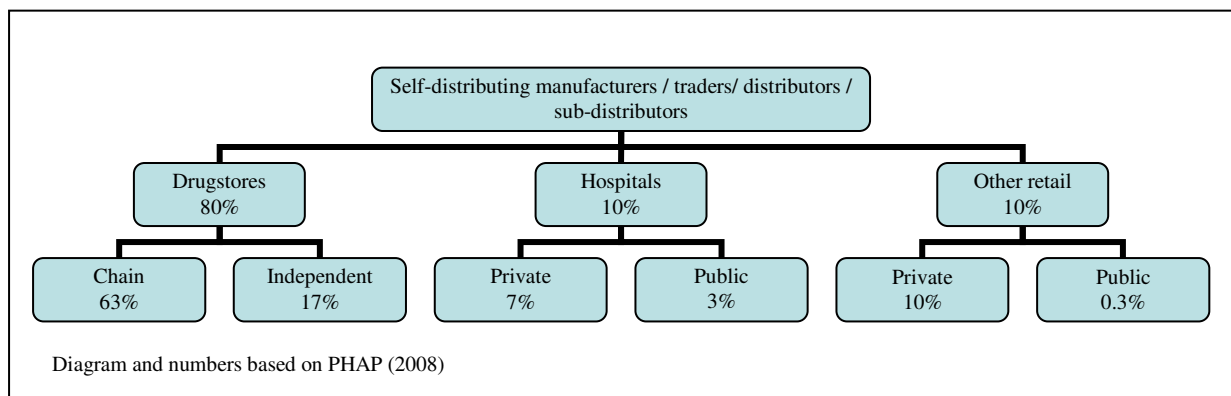 Self-distributing manufacturers / traders/ distributors /
sub-distributors
Drugstores
80%
Hospitals
10%
Other retail
10%
Chain
63%
Independent
17%
Private
7%
Public
3%
Private
10%
Public
0.3%
Diagram and numbers based on PHAP (2008)